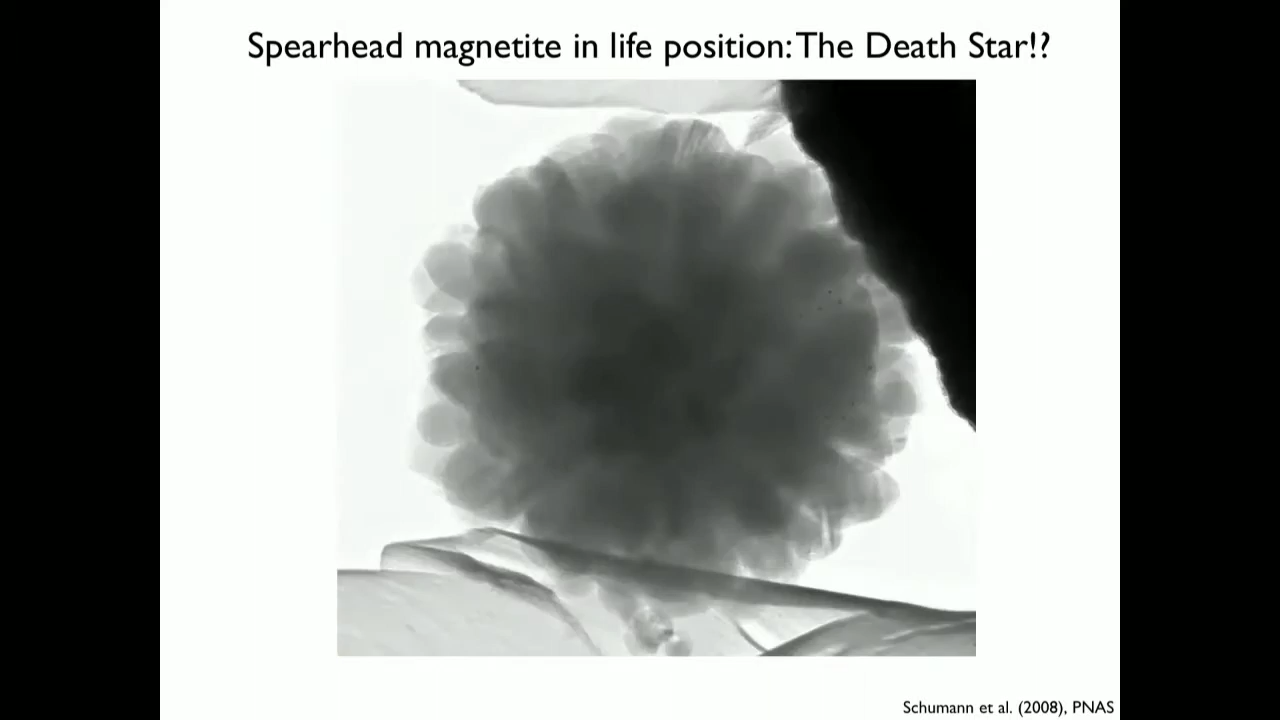 Spearhead magnetite in life position: The Death Star!?
Schumann et al. (2008), PNAS